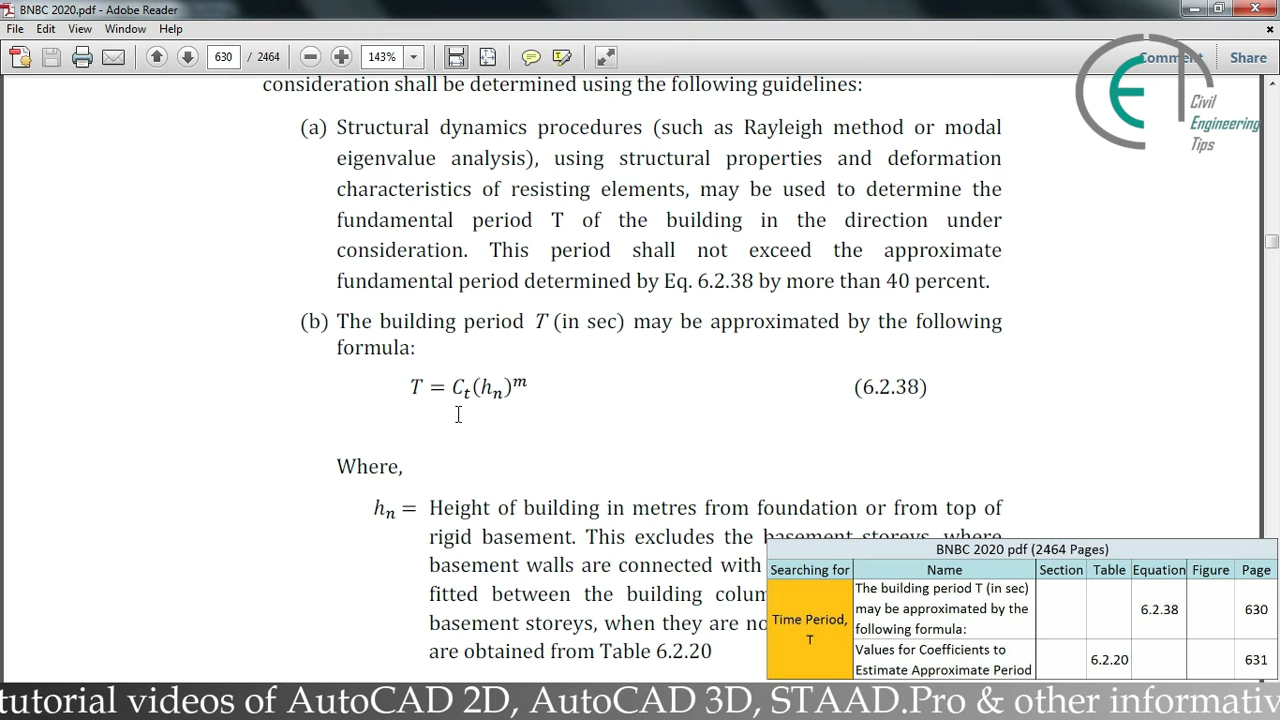 BNBC 2020.pdf - Adobe Reader
File Edit View Window Help
630 / 2464 143% Comment Share
consideration shall be determined using the following guidelines:
CE
Civil
Engineering
Tips
(a) Structural dynamics procedures (such as Rayleigh method or modal
eigenvalue analysis), using structural properties and deformation
characteristics of resisting elements, may be used to determine the
fundamental period T of the building in the direction under
consideration. This period shall not exceed the approximate
fundamental period determined by Eq. 6.2.38 by more than 40 percent.
(b) The building period T (in sec) may be approximated by the following
formula:
T = Cₜ(hₙ)ᵐ (6.2.38)
Where,
hₙ = Height of building in metres from foundation or from top of
rigid basement. This excludes the basement storeys, where
basement walls are connected with
fitted between the building colum
basement storeys, when they are no
are obtained from Table 6.2.20
BNBC 2020 pdf (2464 Pages)
Searching for Name Section Table Equation Figure Page
Time Period, T
The building period T (in sec)
may be approximated by the
following formula:
6.2.38 630
Values for Coefficients to
Estimate Approximate Period
6.2.20 631
tutorial videos of AutoCAD 2D, AutoCAD 3D, STAAD.Pro & other informativ